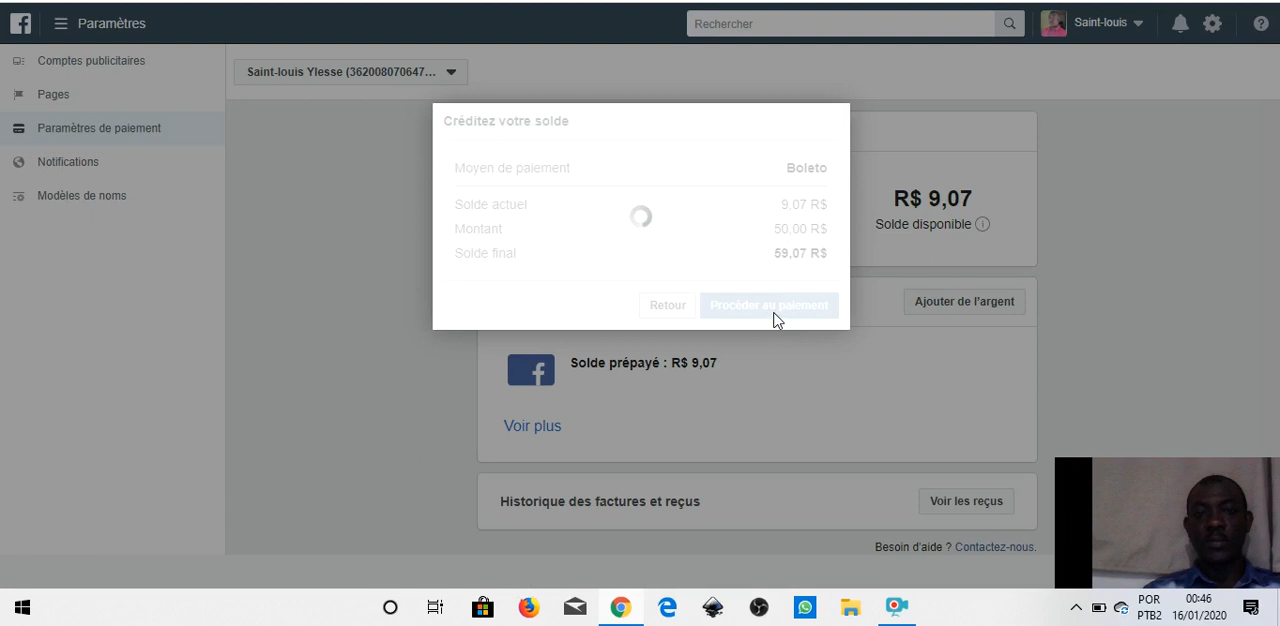 Paramètres
Rechercher
Saint-louis
Comptes publicitaires
Pages
Paramètres de paiement
Notifications
Modèles de noms
Saint-louis Ylesse (362008070647...
Créditez votre solde
Moyen de paiement Boleto
Solde actuel 9,07 R$
Montant 50,00 R$
Solde final 59,07 R$
Retour Procéder au paiement
R$ 9,07
Solde disponible
Ajouter de l'argent
Solde prépayé : R$ 9,07
Voir plus
Historique des factures et reçus Voir les reçus
Besoin d'aide ? Contactez-nous.
POR
PTB2
00:46
16/01/2020